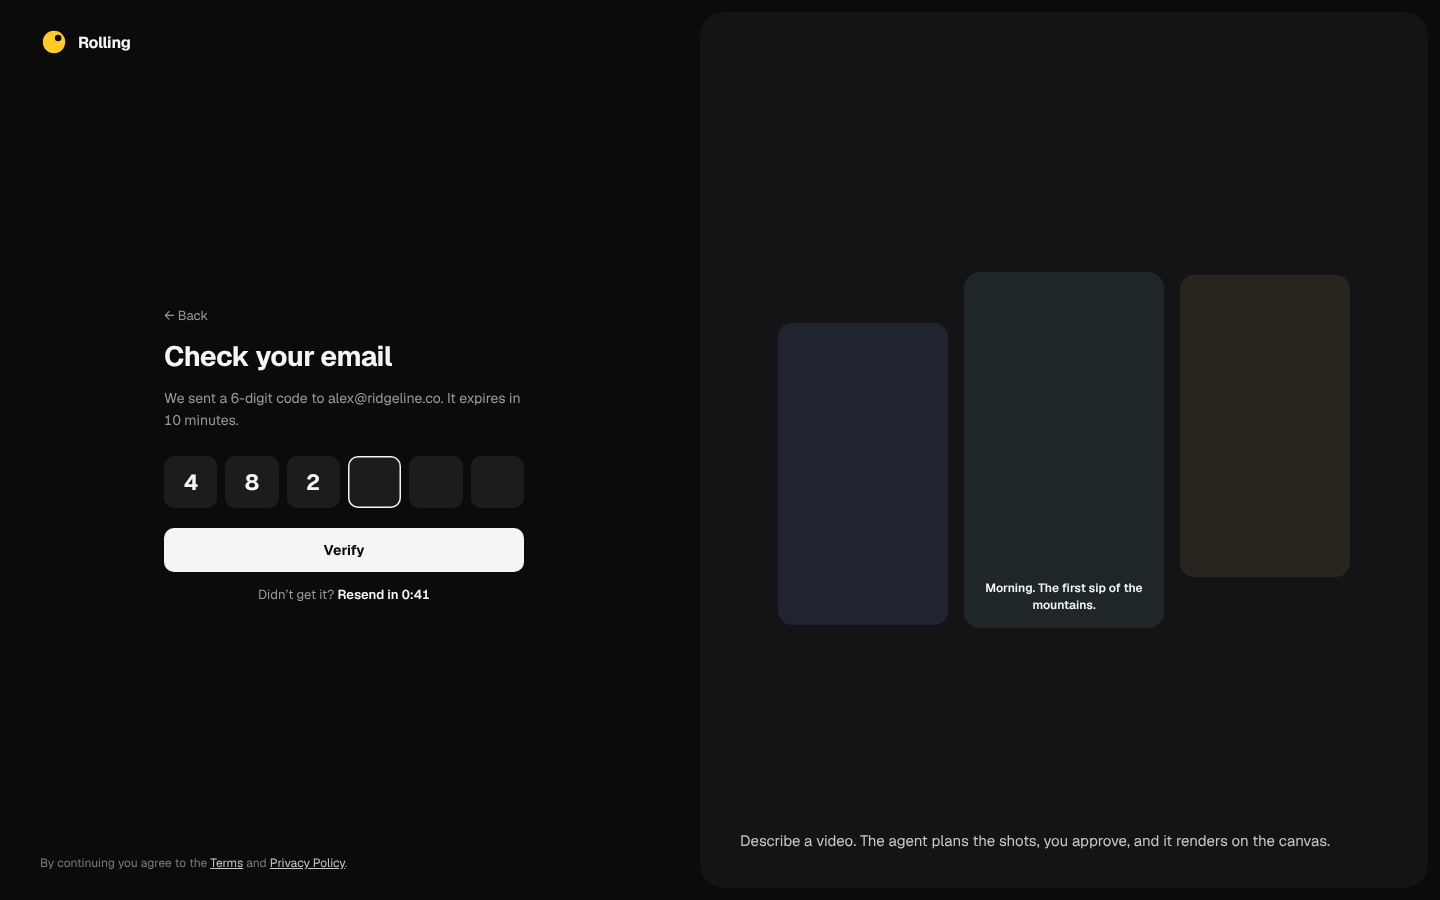 Rolling
← Back
Check your email
We sent a 6-digit code to alex@ridgeline.co. It expires in
10 minutes.
4 8 2
Verify
Didn't get it? Resend in 0:41
By continuing you agree to the Terms and Privacy Policy.
Morning. The first sip of the
mountains.
Describe a video. The agent plans the shots, you approve, and it renders on the canvas.